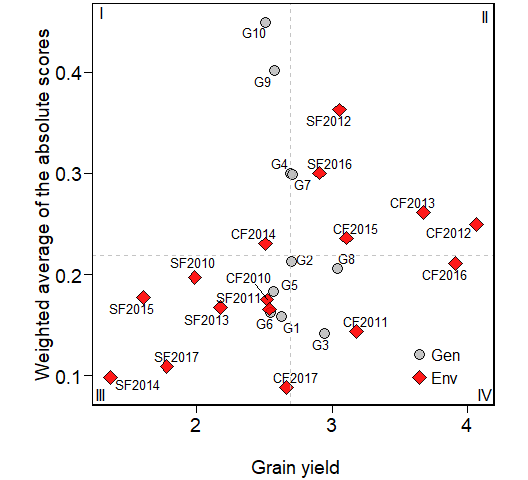 I
II
G10
0.4
G9
SF2012
G4
SF2016
0.3
G7
CF2013
CF2014
CF2015
CF2012
SF2010
G2
G8
CF2016
0.2
CF2010
G5
SF2015
SF2011
SF2013
G6
G1
CF2011
G3
SF2017
Gen
0.1
SF2014
CF2017
Env
III
IV
2
3
4
Grain yield
Weighted average of the absolute scores